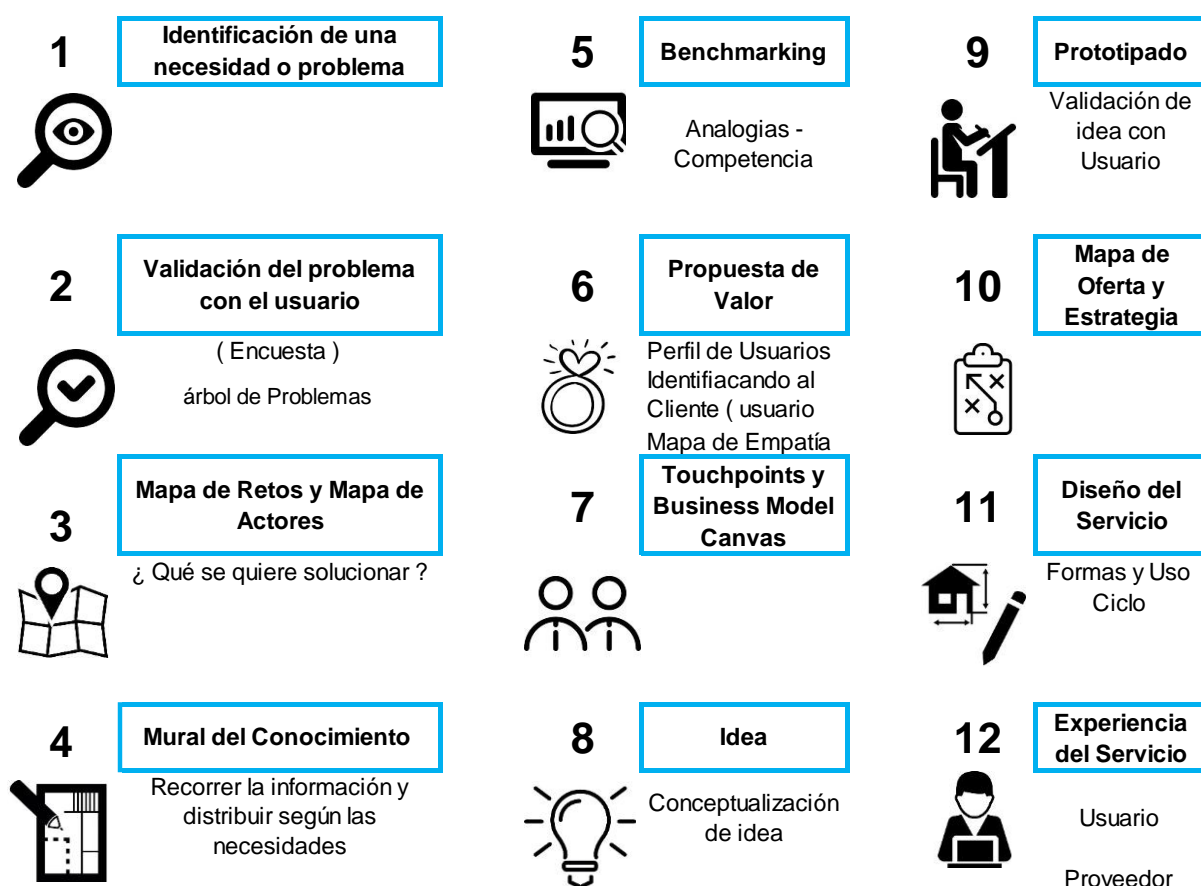 1
Identificación de una
necesidad o problema
2
Validación del problema
con el usuario
( Encuesta )
árbol de Problemas
3
Mapa de Retos y Mapa de
Actores
¿ Qué se quiere solucionar ?
4
Mural del Conocimiento
Recorrer la información y
distribuir según las
necesidades
5
Benchmarking
Analogias -
Competencia
6
Propuesta de
Valor
Perfil de Usuarios
Identifiacando al
Cliente ( usuario
Mapa de Empatía
7
Touchpoints y
Business Model
Canvas
8
Idea
Conceptualización
de idea
9
Prototipado
Validación de
idea con
Usuario
10
Mapa de
Oferta y
Estrategia
11
Diseño del
Servicio
Formas y Uso
Ciclo
12
Experiencia
del Servicio
Usuario
Proveedor